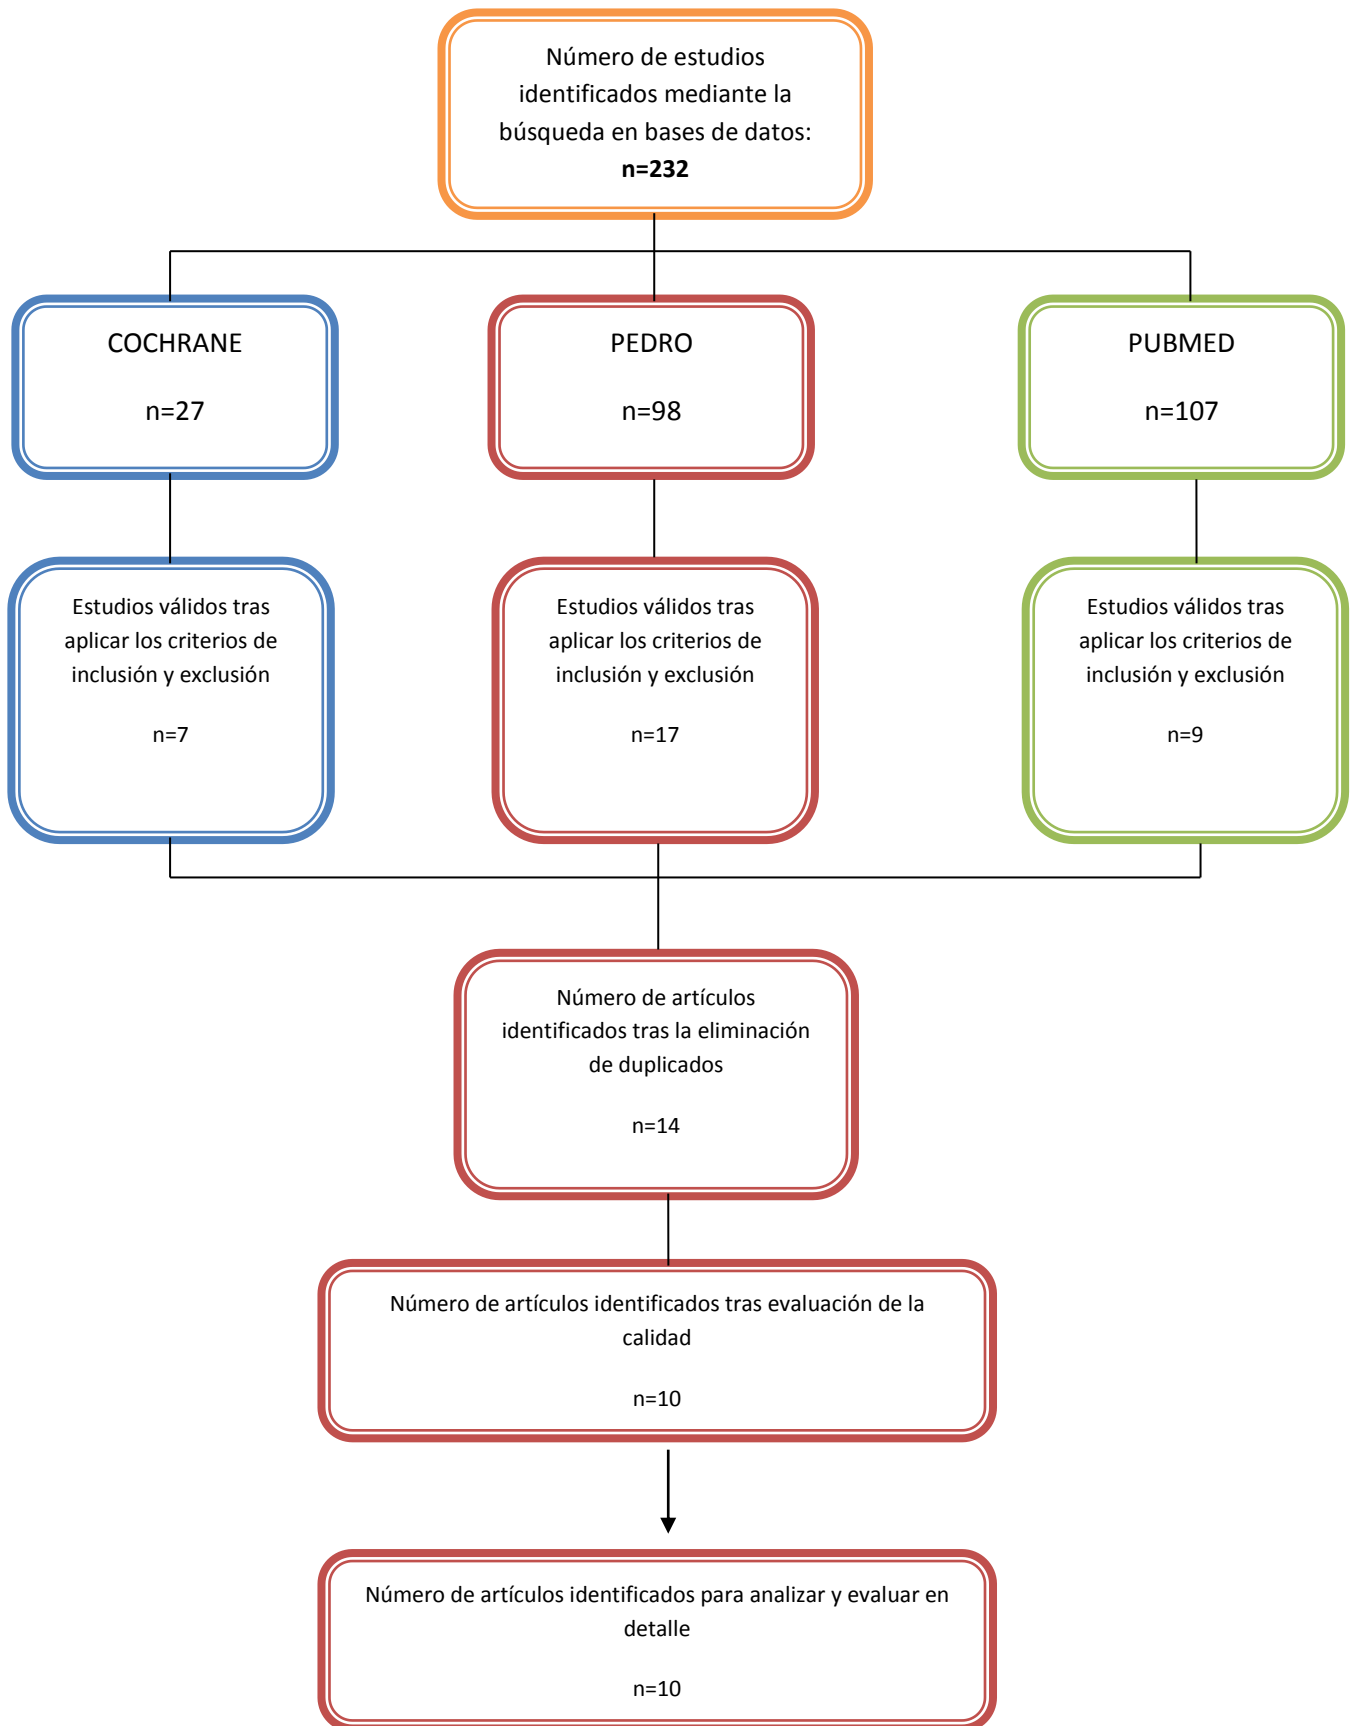 Número de estudios
identificados mediante la
búsqueda en bases de datos:
n=232
COCHRANE
n=27
PEDRO
n=98
PUBMED
n=107
Estudios válidos tras
aplicar los criterios de
inclusión y exclusión
n=7
Estudios válidos tras
aplicar los criterios de
inclusión y exclusión
n=17
Estudios válidos tras
aplicar los criterios de
inclusión y exclusión
n=9
Número de artículos
identificados tras la eliminación
de duplicados
n=14
Número de artículos identificados tras evaluación de la
calidad
n=10
Número de artículos identificados para analizar y evaluar en
detalle
n=10